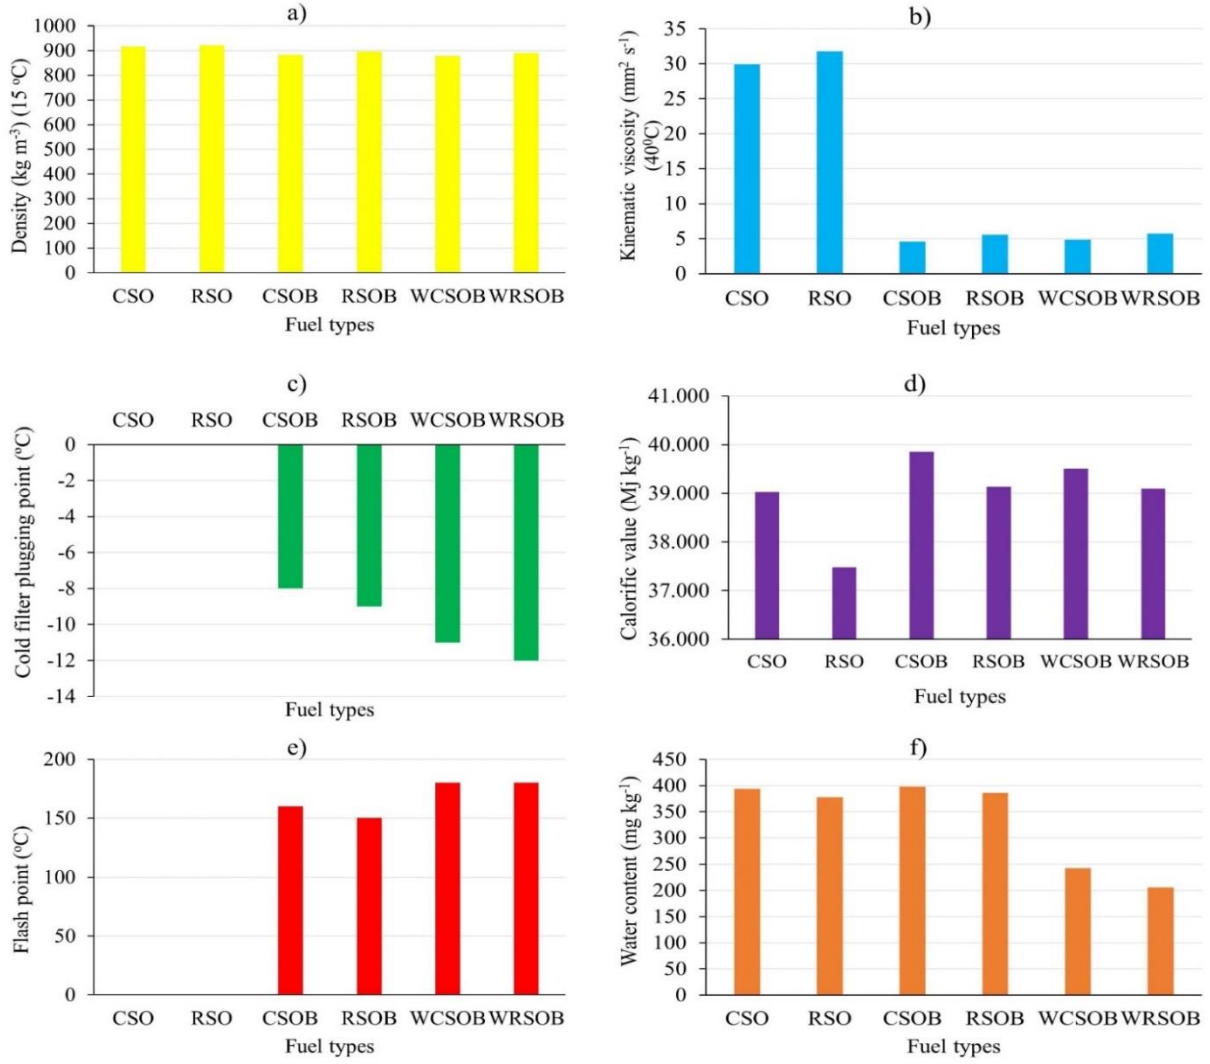 a)
Density (kg m⁻³) (15 ºC)
1000
900
800
700
600
500
400
300
200
100
0
CSO RSO CSOB RSOB WCSOB WRSOB
Fuel types
b)
Kinematic viscosity (mm² s⁻¹)
(40⁰C)
35
30
25
20
15
10
5
0
CSO RSO CSOB RSOB WCSOB WRSOB
Fuel types
c)
CSO RSO CSOB RSOB WCSOB WRSOB
Cold filter plugging point (ºC)
0
-2
-4
-6
-8
-10
-12
-14
Fuel types
d)
Calorific value (Mj kg⁻¹)
41.000
40.000
39.000
38.000
37.000
36.000
CSO RSO CSOB RSOB WCSOB WRSOB
Fuel types
e)
Flash point (ºC)
200
150
100
50
0
CSO RSO CSOB RSOB WCSOB WRSOB
Fuel types
f)
Water content (mg kg⁻¹)
450
400
350
300
250
200
150
100
50
0
CSO RSO CSOB RSOB WCSOB WRSOB
Fuel types